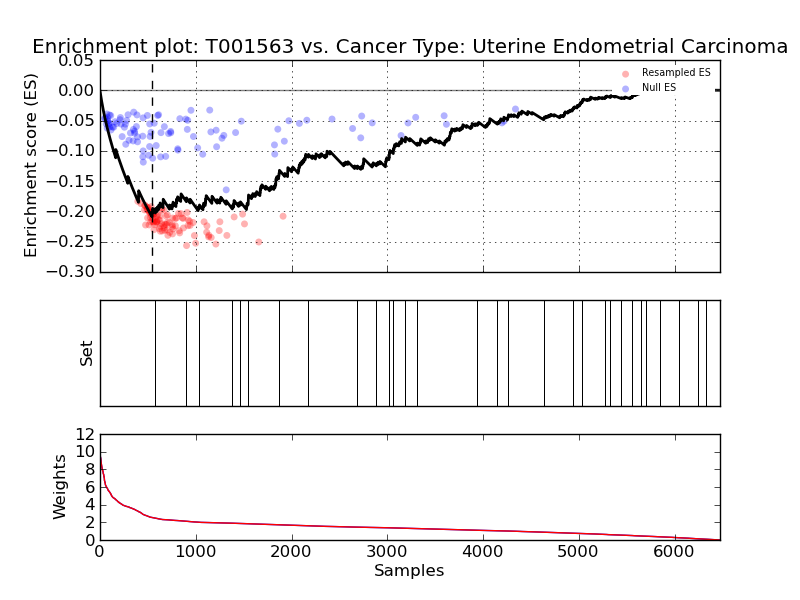 Enrichment plot: T001563 vs. Cancer Type: Uterine Endometrial Carcinoma
0.05
0.00
−0.05
−0.10
−0.15
−0.20
−0.25
−0.30
Enrichment score (ES)
Resampled ES
Null ES
Set
12
10
8
6
4
2
0
Weights
0 1000 2000 3000 4000 5000 6000
Samples